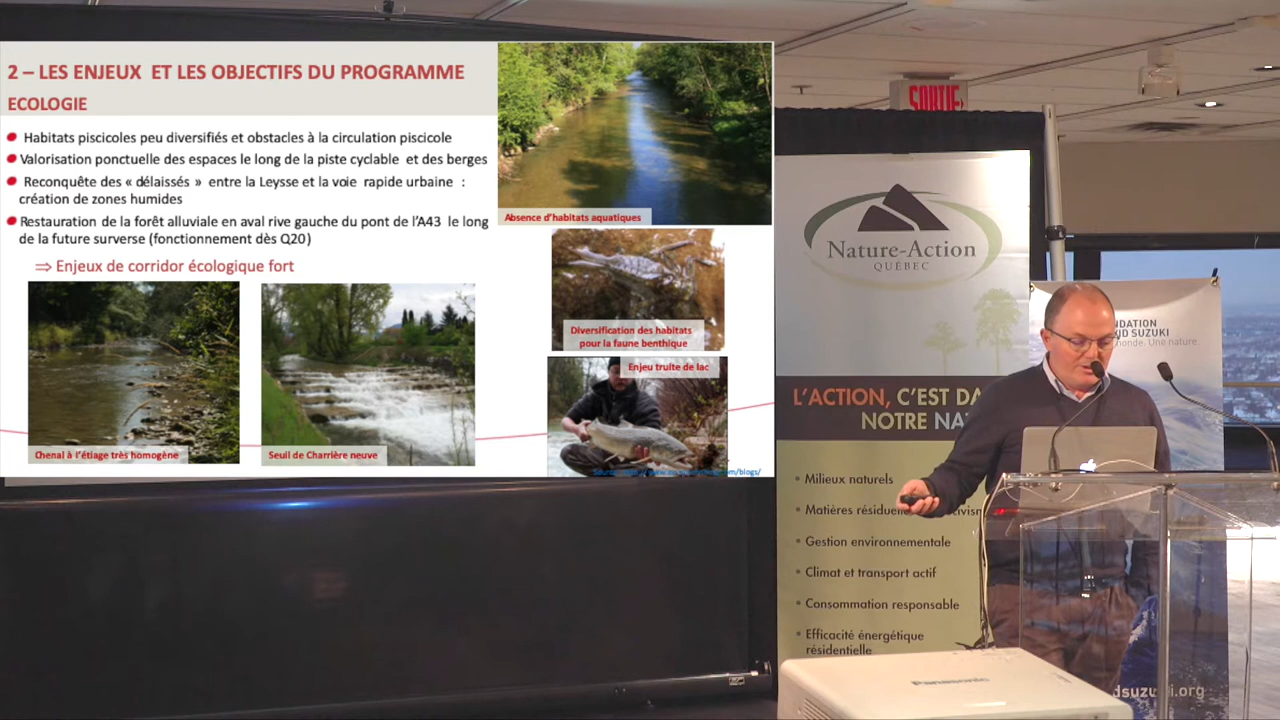 2 – LES ENJEUX ET LES OBJECTIFS DU PROGRAMME
ECOLOGIE
Habitats piscicoles peu diversifiés et obstacles à la circulation piscicole
Valorisation ponctuelle des espaces le long de la piste cyclable et des berges
Reconquête des « délaissés » entre la Leysse et la voie rapide urbaine :
création de zones humides
Restauration de la forêt alluviale en aval rive gauche du pont de l'A43 le long
de la future surverse (fonctionnement dès Q20)
⇒ Enjeux de corridor écologique fort
Absence d'habitats aquatiques
Diversification des habitats
pour la faune benthique
Enjeu truite de lac
Chenal à l'étiage très homogène
Seuil de Charrière neuve
/blogs/
SORTIE
Nature-Action
QUÉBEC
L'ACTION, C'EST DA
NOTRE NA
• Milieux naturels
• Matières
• Gestion environnementale
• Climat et transport actif
• Consommation responsable
• Efficacité énergétique
résidentielle
NDATION
ID SUZUKI
monde. Une nature.
.org
Panasonic